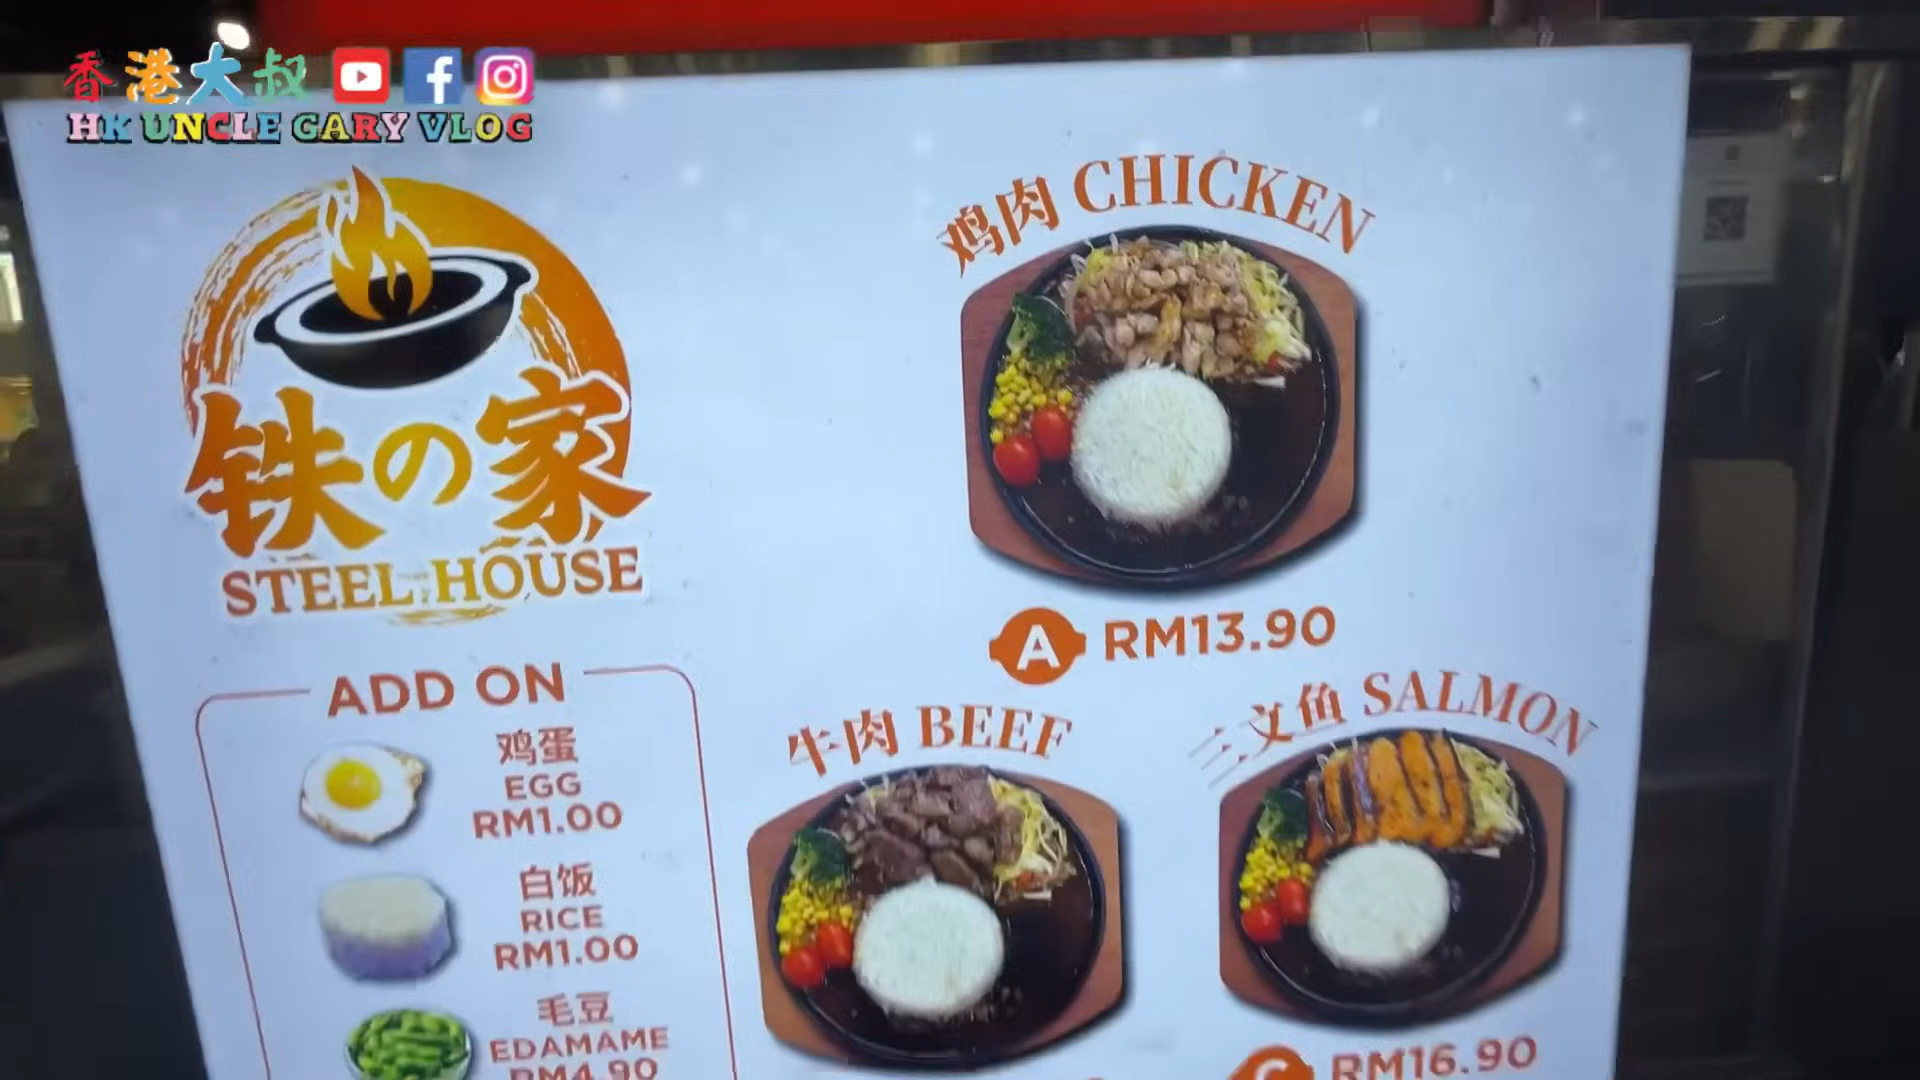 香港大叔
HK UNCLE GARY VLOG
铁の家
STEEL HOUSE
鸡肉 CHICKEN
A RM13.90
ADD ON
鸡蛋
EGG
RM1.00
白饭
RICE
RM1.00
毛豆
EDAMAME
RM4.90
牛肉 BEEF
三文鱼 SALMON
C RM16.90